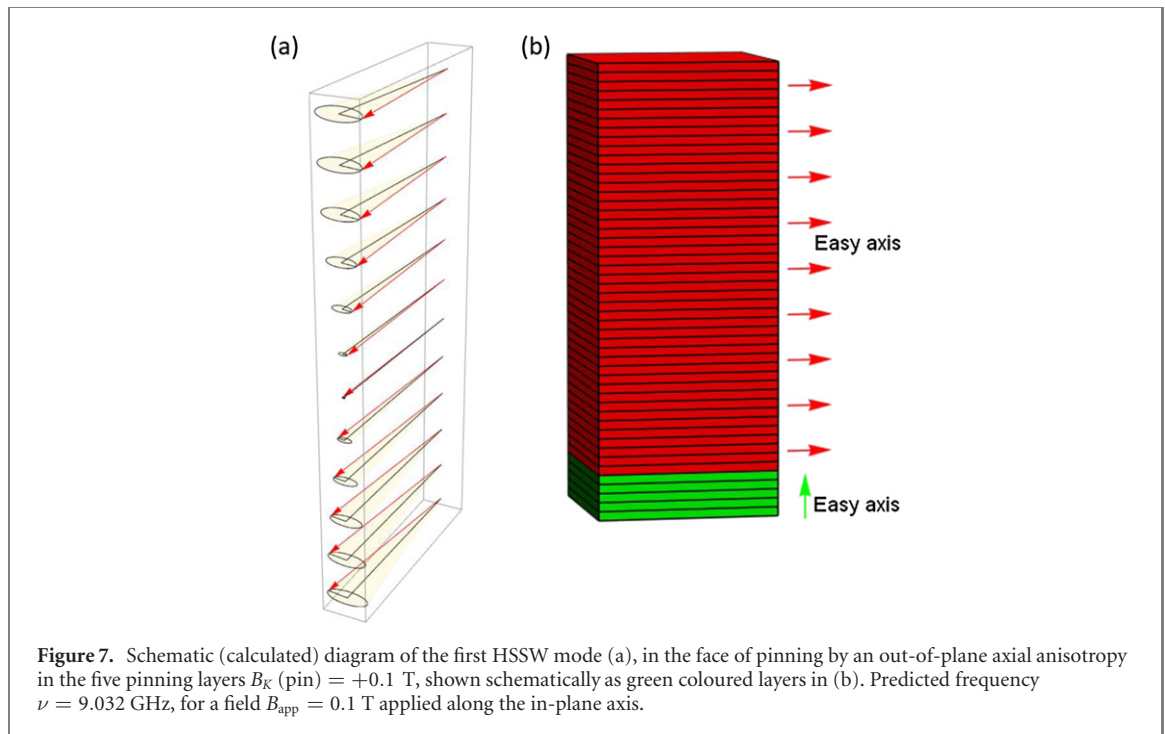 (a)
(b)
Easy axis
Easy axis
Figure 7. Schematic (calculated) diagram of the first HSSW mode (a), in the face of pinning by an out-of-plane axial anisotropy
in the five pinning layers B_K (pin) = +0.1 T, shown schematically as green coloured layers in (b). Predicted frequency
ν = 9.032 GHz, for a field B_app = 0.1 T applied along the in-plane axis.